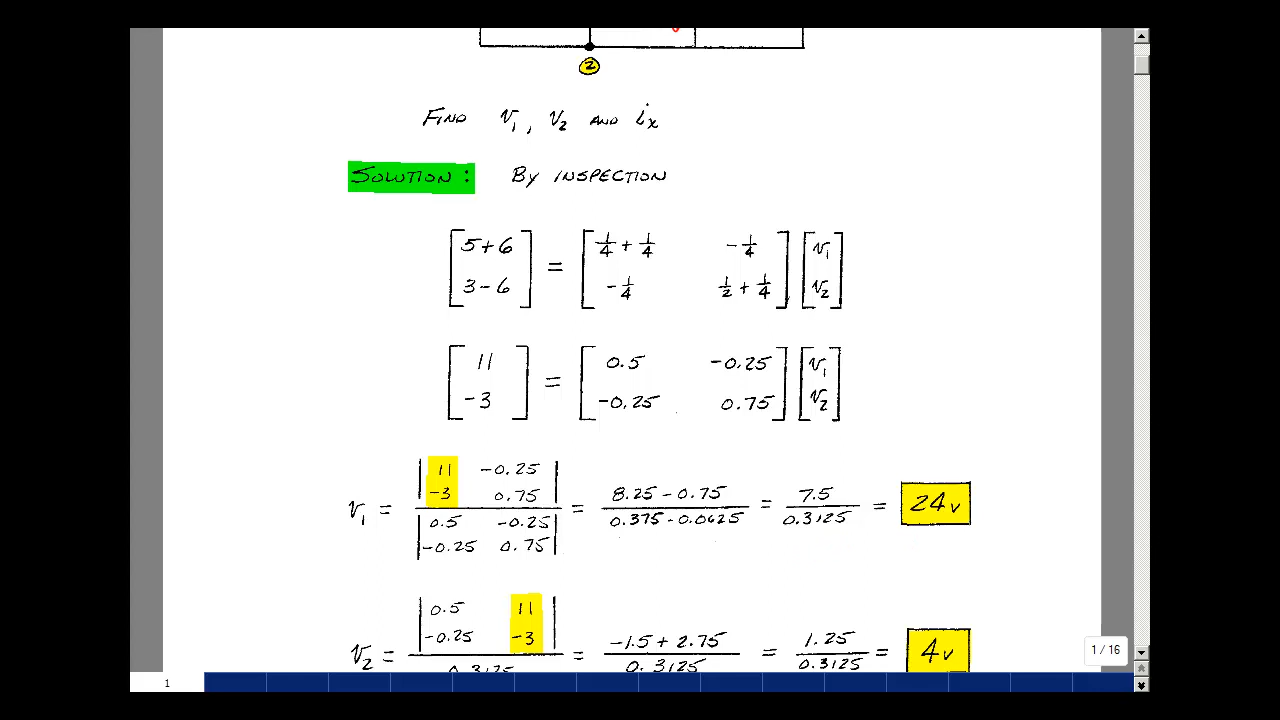 2
FIND v₁, v₂ AND iₓ
SOLUTION: BY INSPECTION
[5+6; 3-6] = [1/4 + 1/4, -1/4; -1/4, 1/2 + 1/4] [v₁; v₂]
[11; -3] = [0.5, -0.25; -0.25, 0.75] [v₁; v₂]
v₁ = |11, -0.25; -3, 0.75| / |0.5, -0.25; -0.25, 0.75| = (8.25 - 0.75) / (0.375 - 0.0625) = 7.5 / 0.3125 = 24v
v₂ = |0.5, 11; -0.25, -3| / 0.3125 = (-1.5 + 2.75) / 0.3125 = 1.25 / 0.3125 = 4v
1 / 16
1